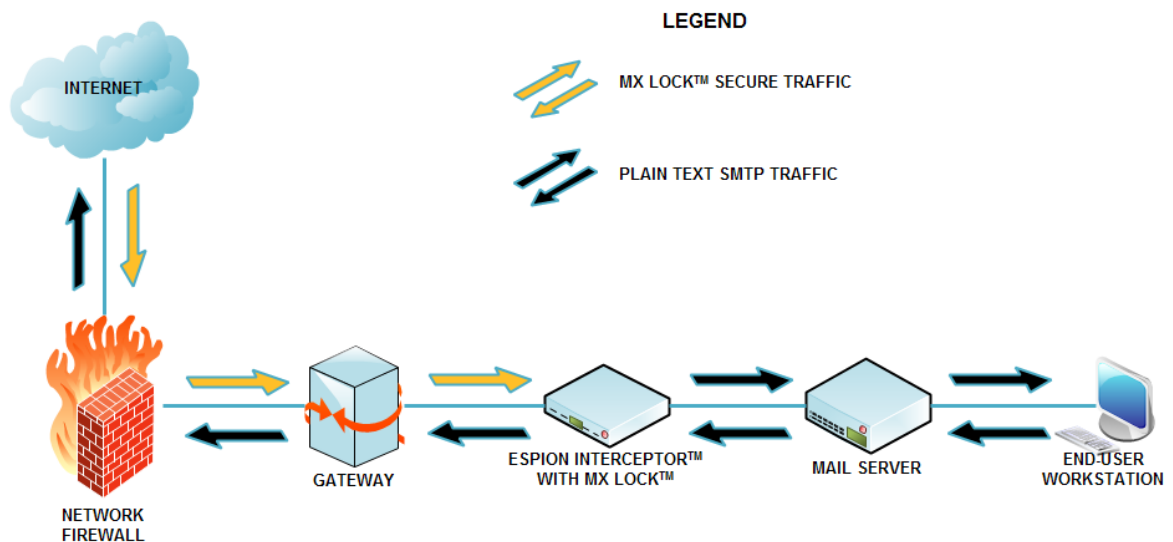 LEGEND
INTERNET
MX LOCK™ SECURE TRAFFIC
PLAIN TEXT SMTP TRAFFIC
GATEWAY
ESPION INTERCEPTOR™
WITH MX LOCK™
MAIL SERVER
END-USER
WORKSTATION
NETWORK
FIREWALL